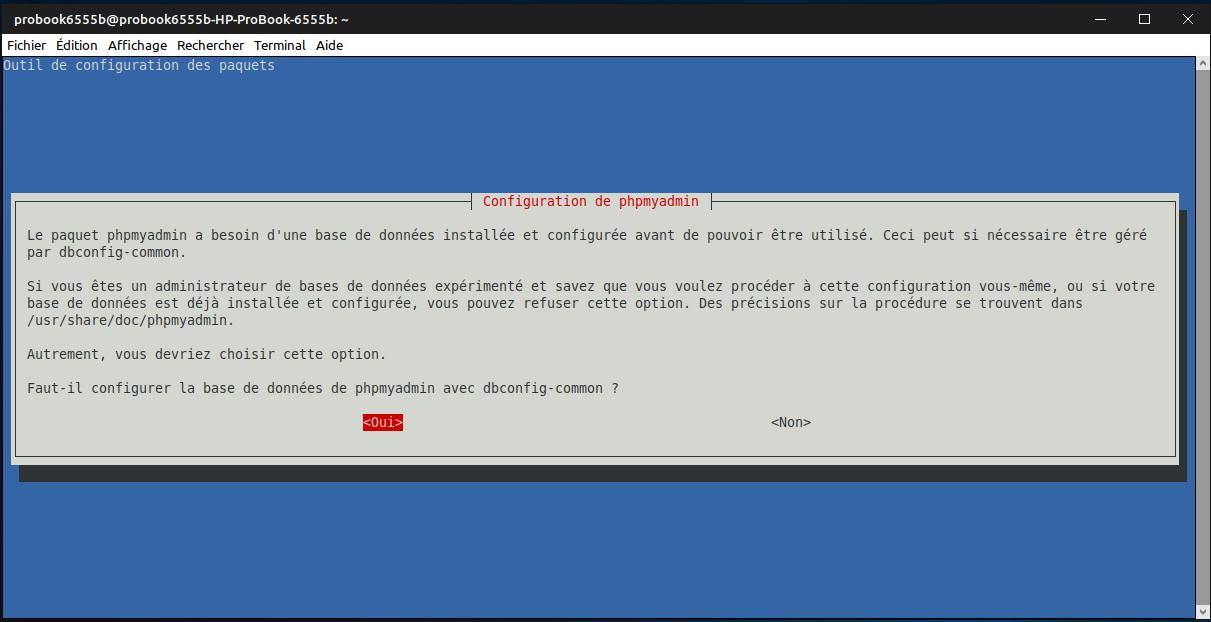 probook6555b@probook6555b-HP-ProBook-6555b: ~
Fichier Édition Affichage Rechercher Terminal Aide
Outil de configuration des paquets
Configuration de phpmyadmin
Le paquet phpmyadmin a besoin d'une base de données installée et configurée avant de pouvoir être utilisé. Ceci peut si nécessaire être géré
par dbconfig-common.
Si vous êtes un administrateur de bases de données expérimenté et savez que vous voulez procéder à cette configuration vous-même, ou si votre
base de données est déjà installée et configurée, vous pouvez refuser cette option. Des précisions sur la procédure se trouvent dans
/usr/share/doc/phpmyadmin.
Autrement, vous devriez choisir cette option.
Faut-il configurer la base de données de phpmyadmin avec dbconfig-common ?
<Oui> <Non>